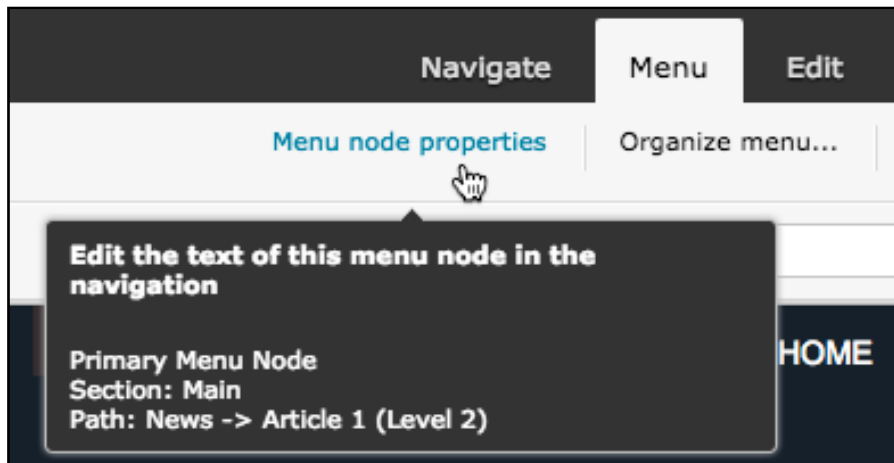 Navigate Menu Edit
Menu node properties Organize menu...
Edit the text of this menu node in the
navigation
HOME
Primary Menu Node
Section: Main
Path: News -> Article 1 (Level 2)